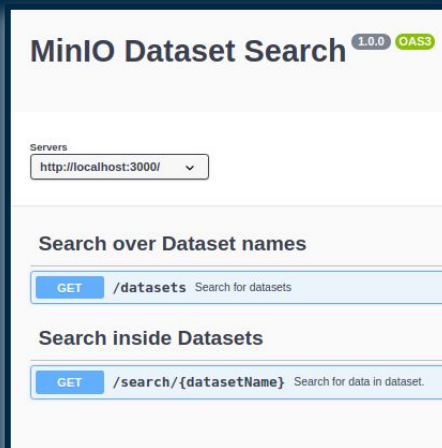 MinIO Dataset Search 1.0.0 OAS3
Servers
http://localhost:3000/
Search over Dataset names
GET /datasets Search for datasets
Search inside Datasets
GET /search/{datasetName} Search for data in dataset.